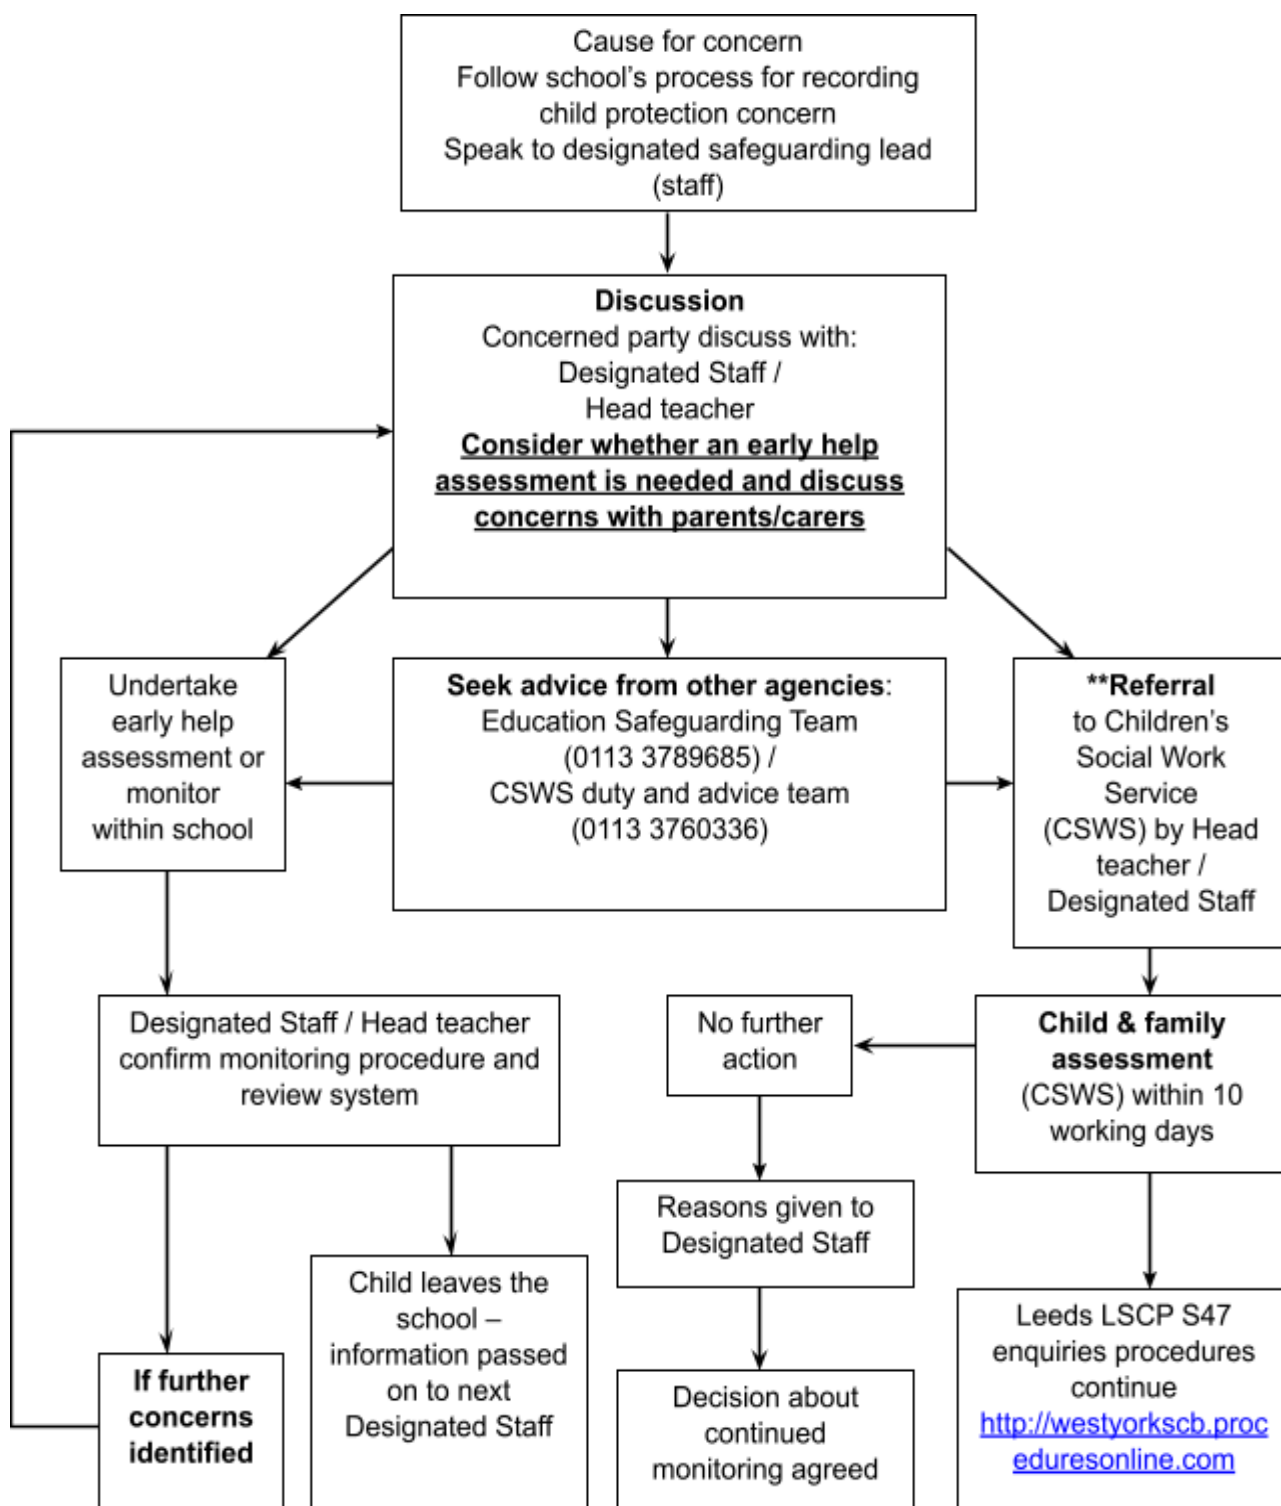 Cause for concern
Follow school’s process for recording
child protection concern
Speak to designated safeguarding lead
(staff)
Discussion
Concerned party discuss with:
Designated Staff /
Head teacher
Consider whether an early help
assessment is needed and discuss
concerns with parents/carers
Undertake
early help
assessment or
monitor
within school
Seek advice from other agencies:
Education Safeguarding Team
(0113 3789685) /
CSWS duty and advice team
(0113 3760336)
**Referral
to Children’s
Social Work
Service
(CSWS) by Head
teacher /
Designated Staff
Designated Staff / Head teacher
confirm monitoring procedure and
review system
No further
action
Child & family
assessment
(CSWS) within 10
working days
Reasons given to
Designated Staff
If further
concerns
identified
Child leaves the
school –
information passed
on to next
Designated Staff
Decision about
continued
monitoring agreed
Leeds LSCP S47
enquiries procedures
continue
http://westyorkscb.proc
eduresonline.com